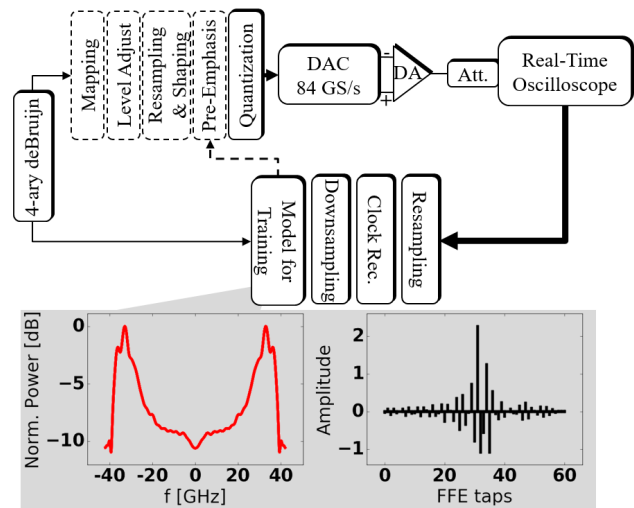 4-ary deBruijn
Mapping
Level Adjust
Resampling
& Shaping
Pre-Emphasis
Quantization
DAC
84 GS/s
-
+
DA
Att.
Real-Time
Oscilloscope
Model for
Training
Downsampling
Clock Rec.
Resampling
Norm. Power [dB]
0
−5
−10
-40 -20 0 20 40
f [GHz]
Amplitude
2
1
0
−1
0 20 40 60
FFE taps